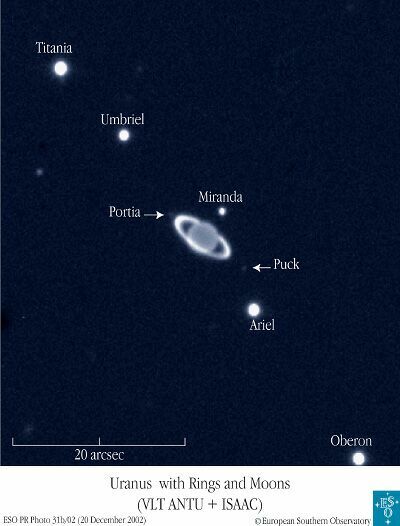 Titania
Umbriel
Miranda
Portia
Puck
Ariel
20 arcsec
Oberon
Uranus with Rings and Moons
(VLT ANTU + ISAAC)
ESO PR Photo 31b/02 (20 December 2002)
© European Southern Observatory
ESO